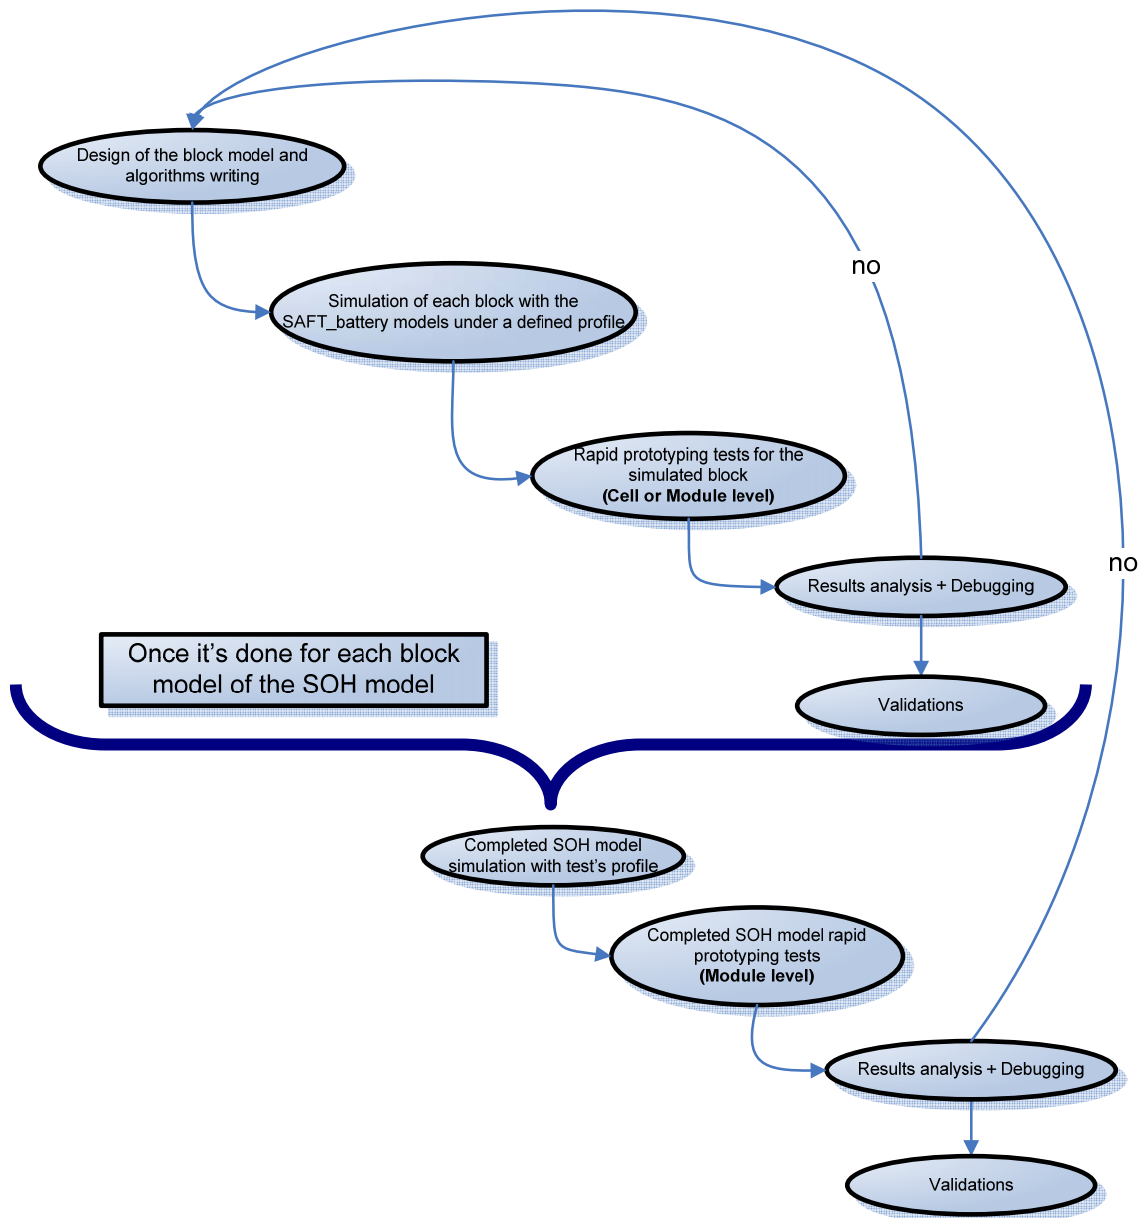 Design of the block model and
algorithms writing
no
Simulation of each block with the
SAFT_battery models under a defined profile
Rapid prototyping tests for the
simulated block
(Cell or Module level)
no
Results analysis + Debugging
Once it's done for each block
model of the SOH model
Validations
Completed SOH model
simulation with test's profile
Completed SOH model rapid
prototyping tests
(Module level)
Results analysis + Debugging
Validations